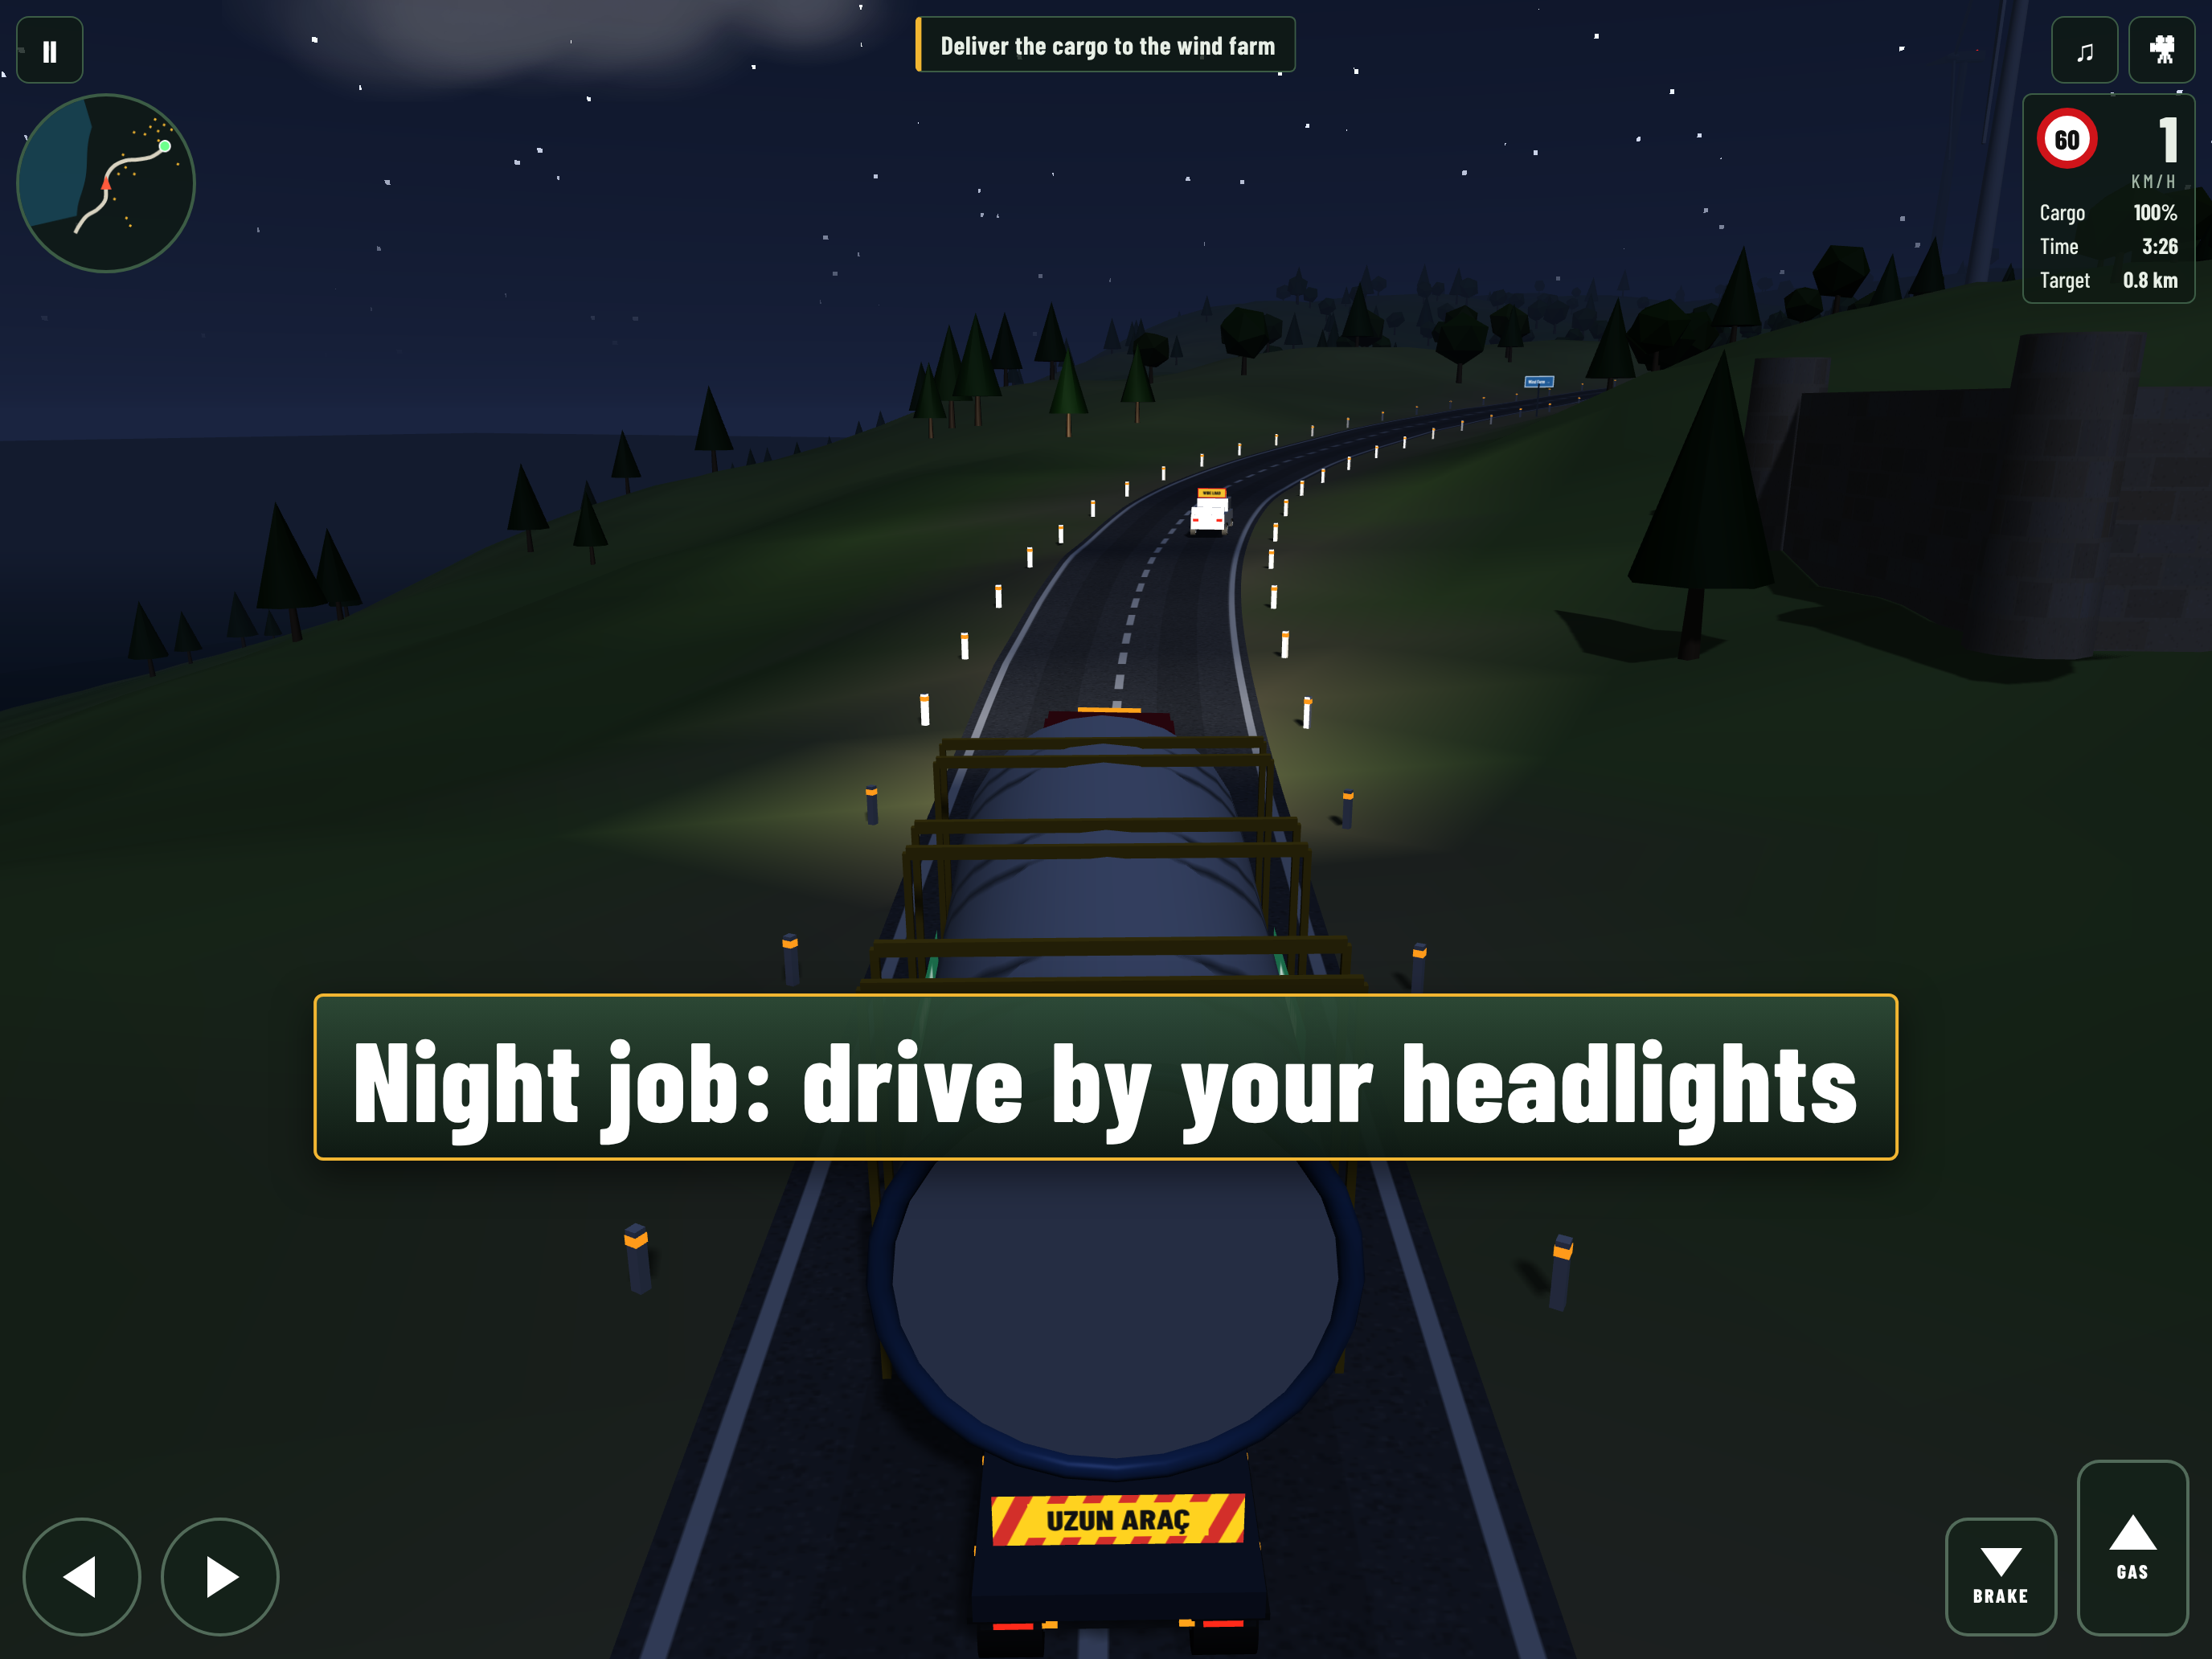 Deliver the cargo to the wind farm
60
1
KM/H
Cargo 100%
Time 3:26
Target 0.8 km
Night job: drive by your headlights
UZUN ARAÇ
BRAKE
GAS